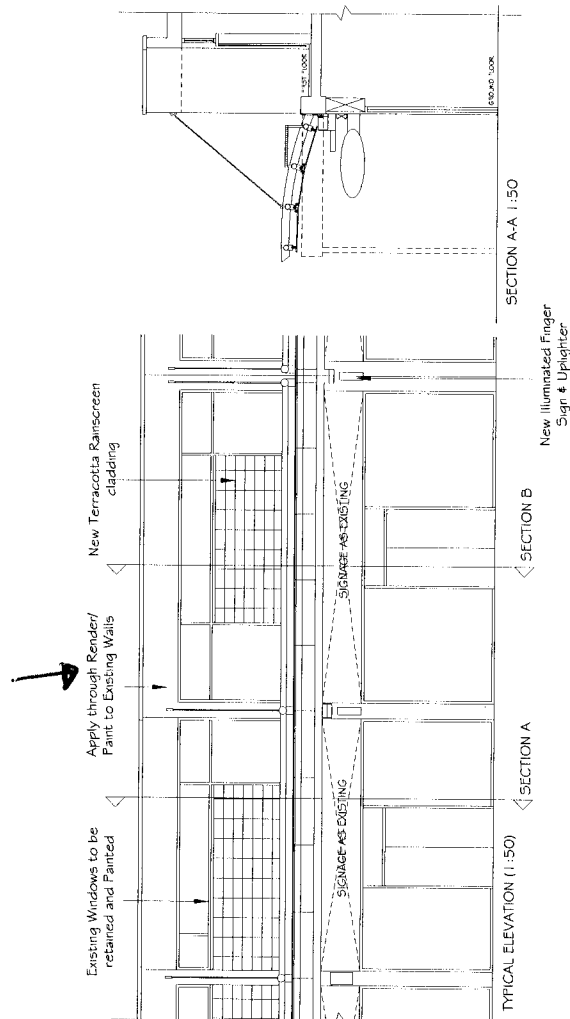 Existing Windows to be
retained and Painted
Apply through Render/
Paint to Existing Walls
New Terracotta Rainscreen
cladding
SIGNAGE AS EXISTING
SIGNAGE AS EXISTING
SECTION A
SECTION B
TYPICAL ELEVATION (1:50)
New Illuminated Finger
Sign & Uplighter
1ST FLOOR
GROUND FLOOR
SECTION A-A 1:50